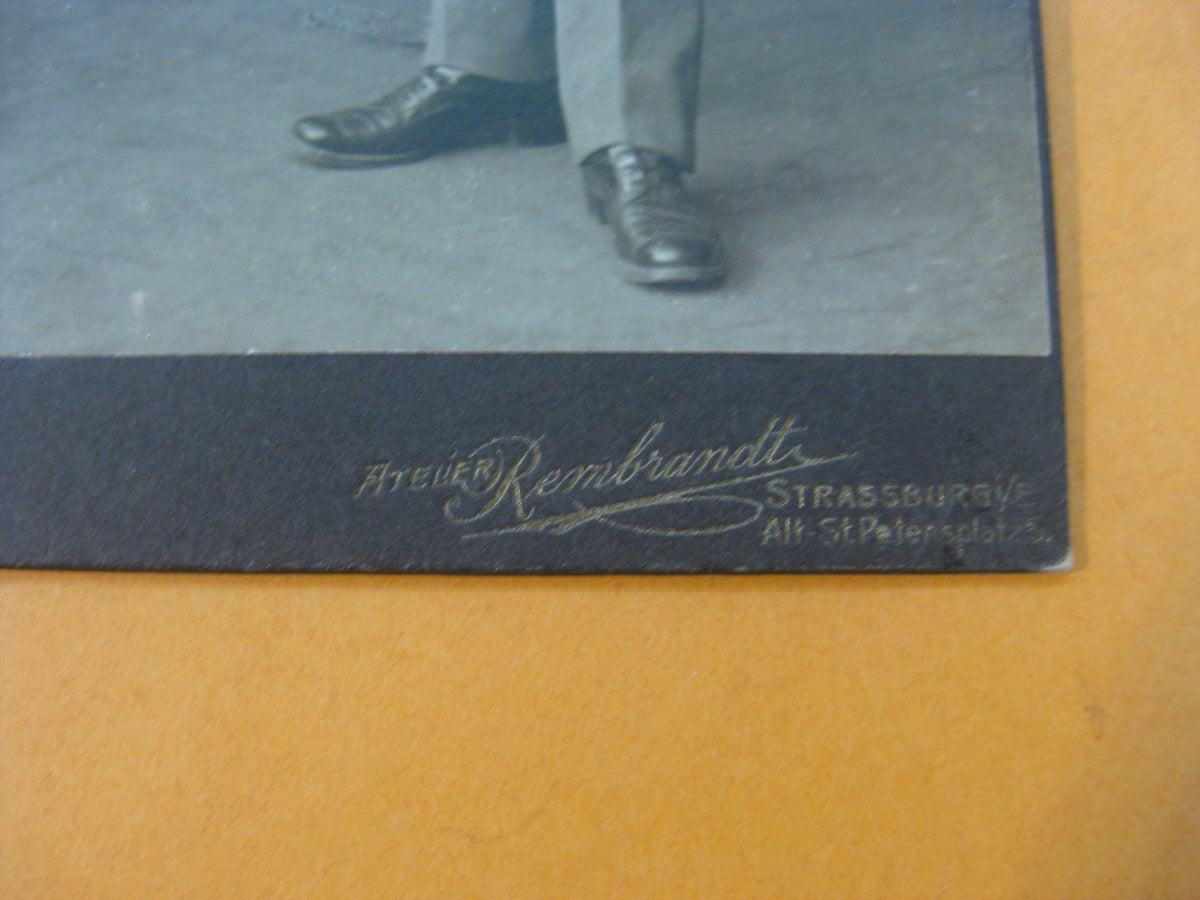 ATELIER Rembrandt
STRASSBURG i/E
Alt-St.Petersplatz 5.